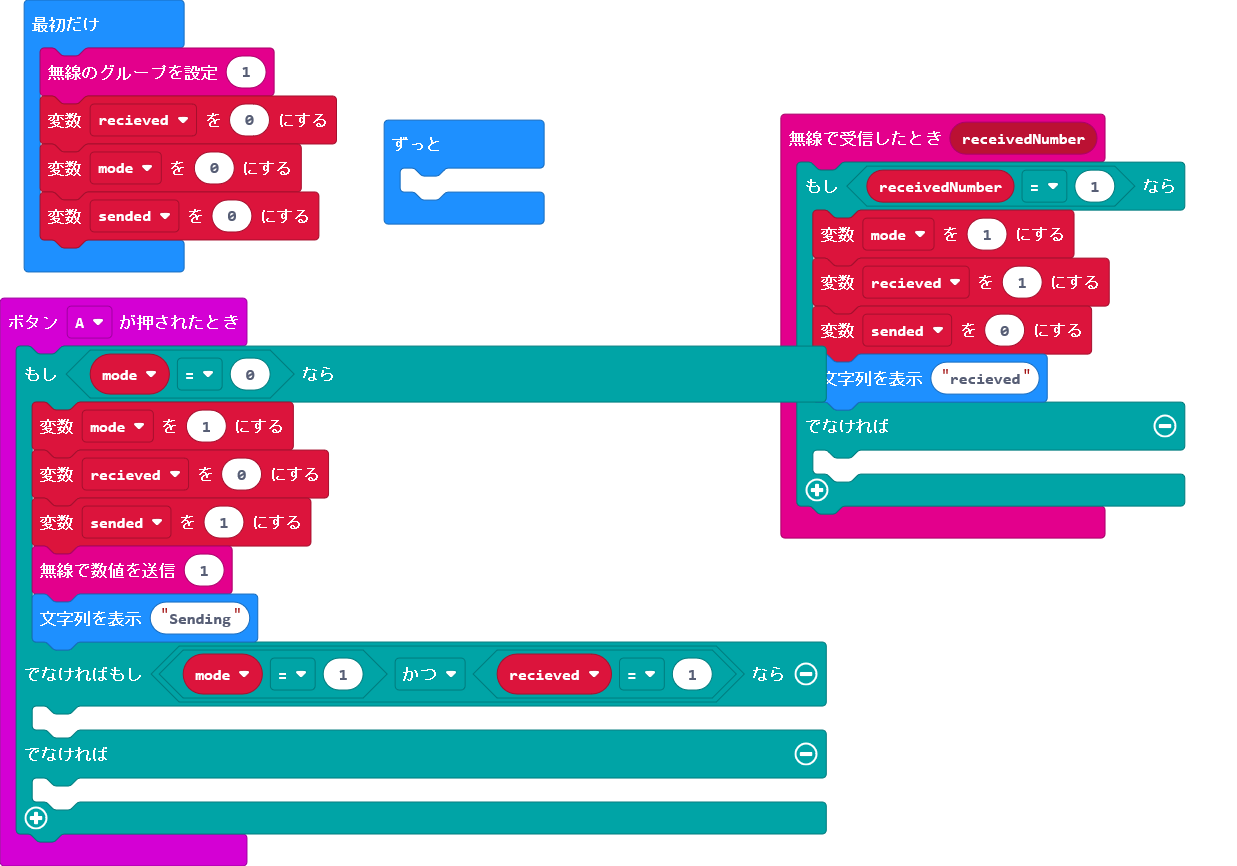 最初だけ
無線のグループを設定 1
変数 recieved を 0 にする
変数 mode を 0 にする
変数 sended を 0 にする
ずっと
無線で受信したとき receivedNumber
もし receivedNumber = 1 なら
変数 mode を 1 にする
変数 recieved を 1 にする
変数 sended を 0 にする
文字列を表示 "recieved"
でなければ
ボタン A が押されたとき
もし mode = 0 なら
変数 mode を 1 にする
変数 recieved を 0 にする
変数 sended を 1 にする
無線で数値を送信 1
文字列を表示 "Sending"
でなければもし mode = 1 かつ recieved = 1 なら
でなければ